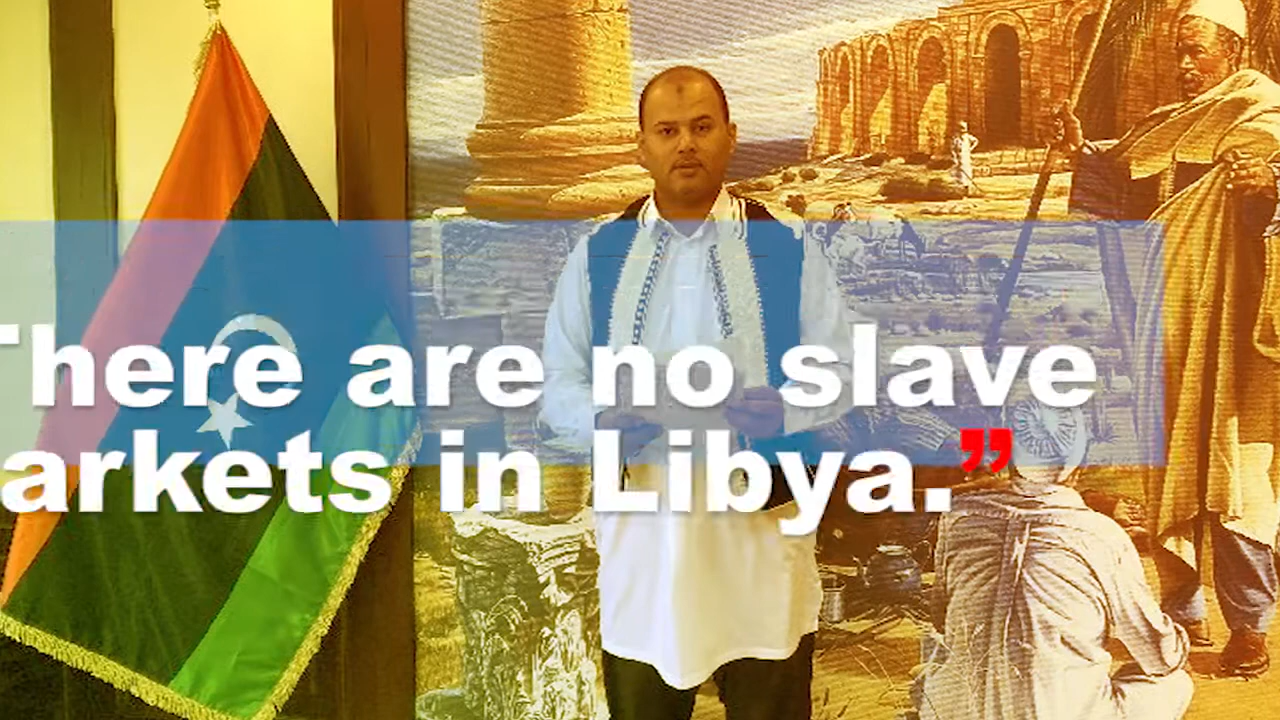 There are no slave
arkets in Libya.”